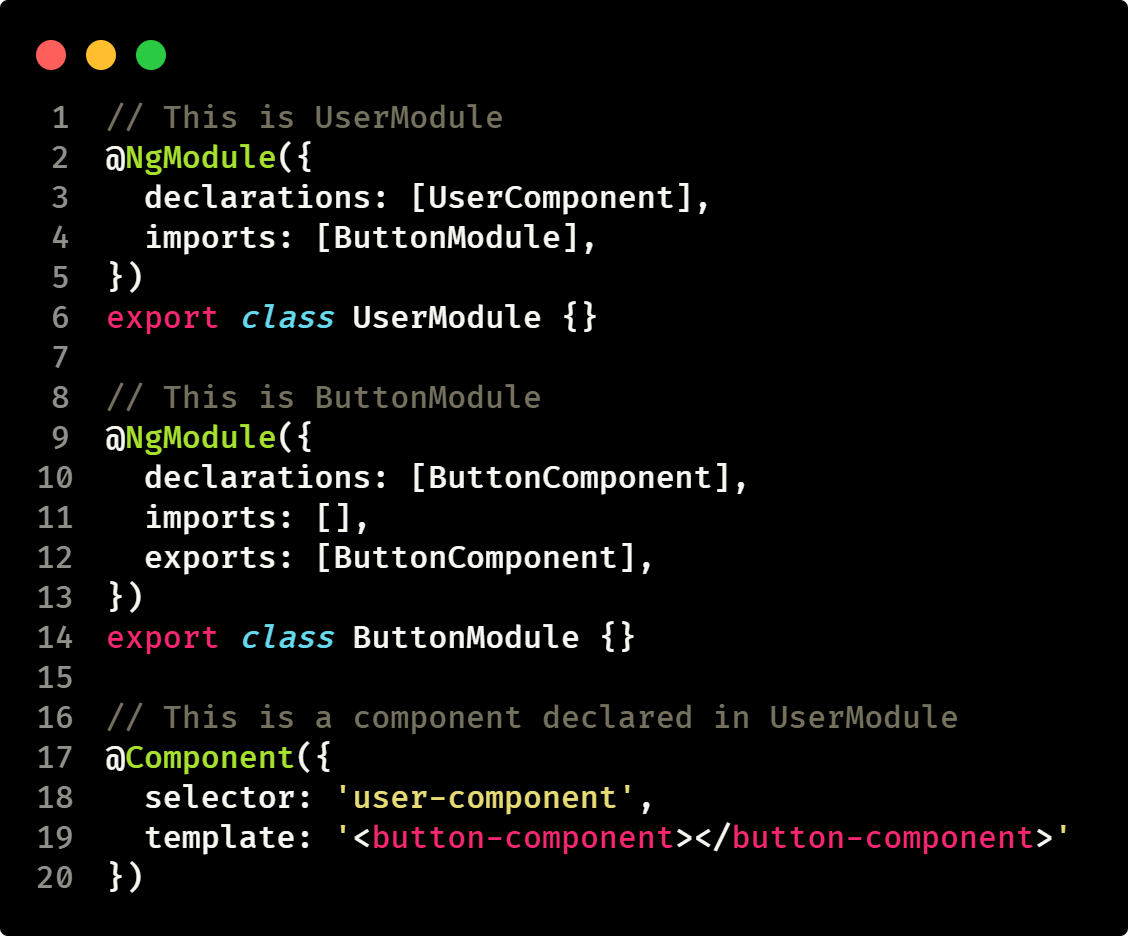 1 // This is UserModule
2 @NgModule({
3   declarations: [UserComponent],
4   imports: [ButtonModule],
5 })
6 export class UserModule {}
7
8 // This is ButtonModule
9 @NgModule({
10   declarations: [ButtonComponent],
11   imports: [],
12   exports: [ButtonComponent],
13 })
14 export class ButtonModule {}
15
16 // This is a component declared in UserModule
17 @Component({
18   selector: 'user-component',
19   template: '<button-component></button-component>'
20 })